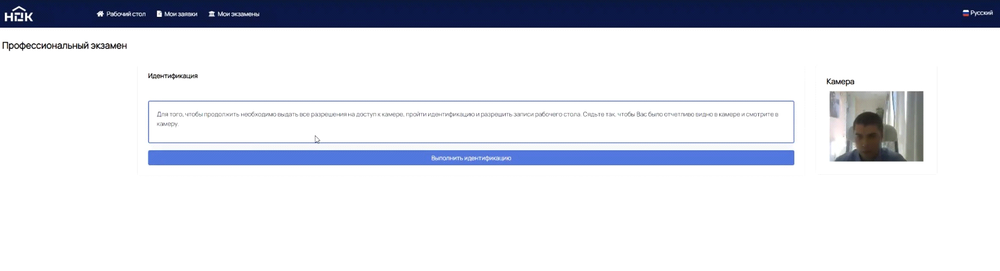 НОК
Рабочий стол
Мои заявки
Мои экзамены
Русский
Профессиональный экзамен
Идентификация
Для того, чтобы продолжить необходимо выдать все разрешения на доступ к камере, пройти идентификацию и разрешить записи рабочего стола. Сядьте так, чтобы Вас было отчетливо видно в камере и смотрите в
камеру.
Выполнить идентификацию
Камера